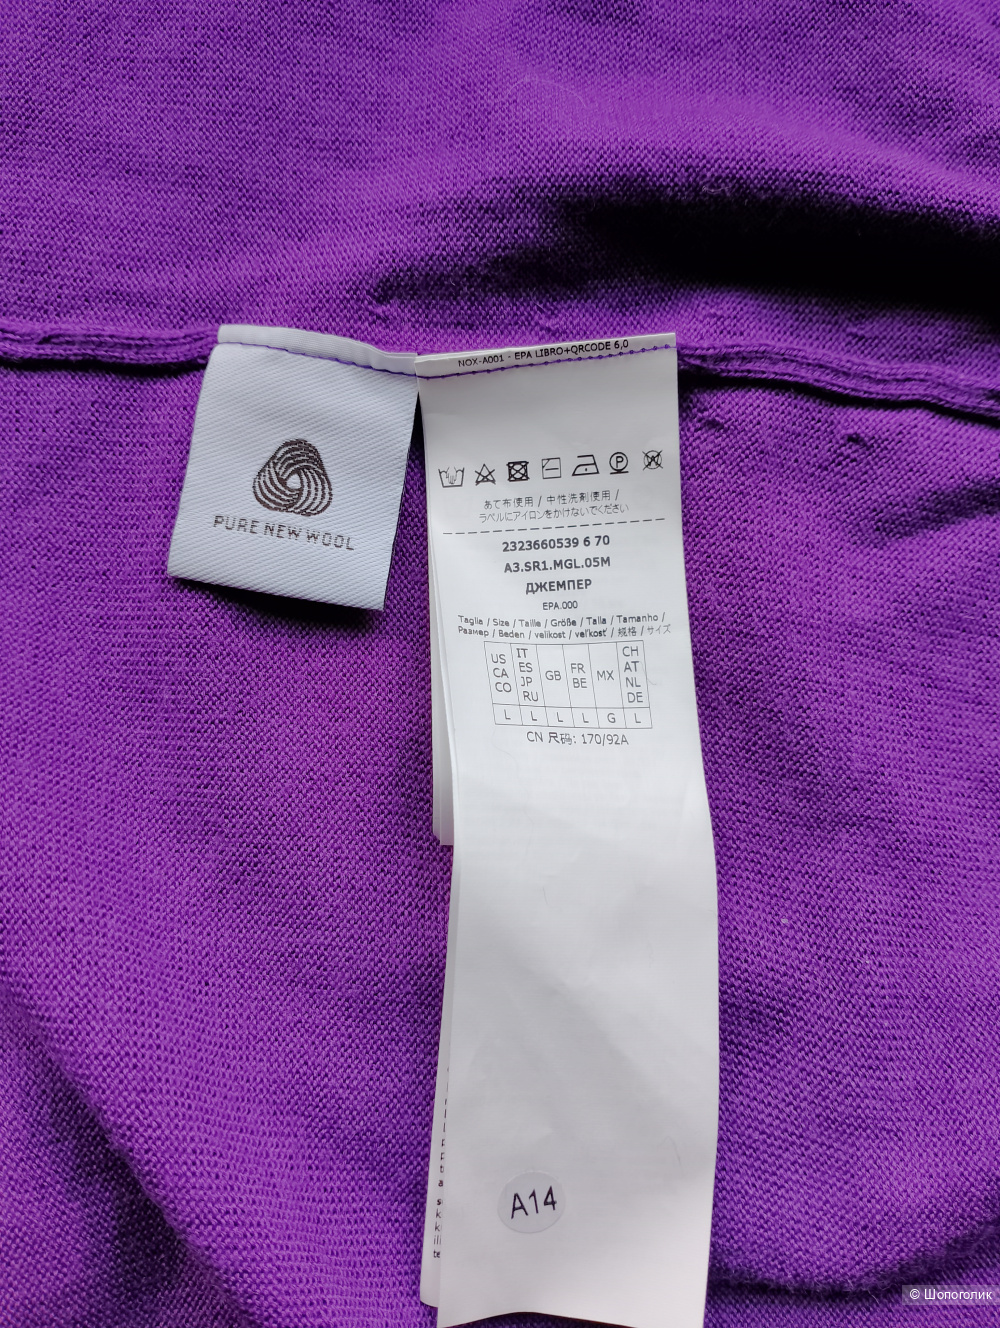 NOX-A001 - EPA LIBRO+QRCODE 6,0
PURE NEW WOOL
P
W
あて布使用 / 中性洗剤使用 /
ラベルにアイロンをかけないでください
2323660539 6 70
A3.SR1.MGL.05M
ДЖЕМПЕР
EPA.000
Taglia / Size / Taille / Größe / Talla / Tamanho /
Размер / Beden / velikost / veľkosť / 规格 / サイズ
US CA CO
IT ES JP RU
GB
FR BE
MX
CH AT NL DE
L L L L G L
CN 尺码: 170/92A
A14
© Шопоголик